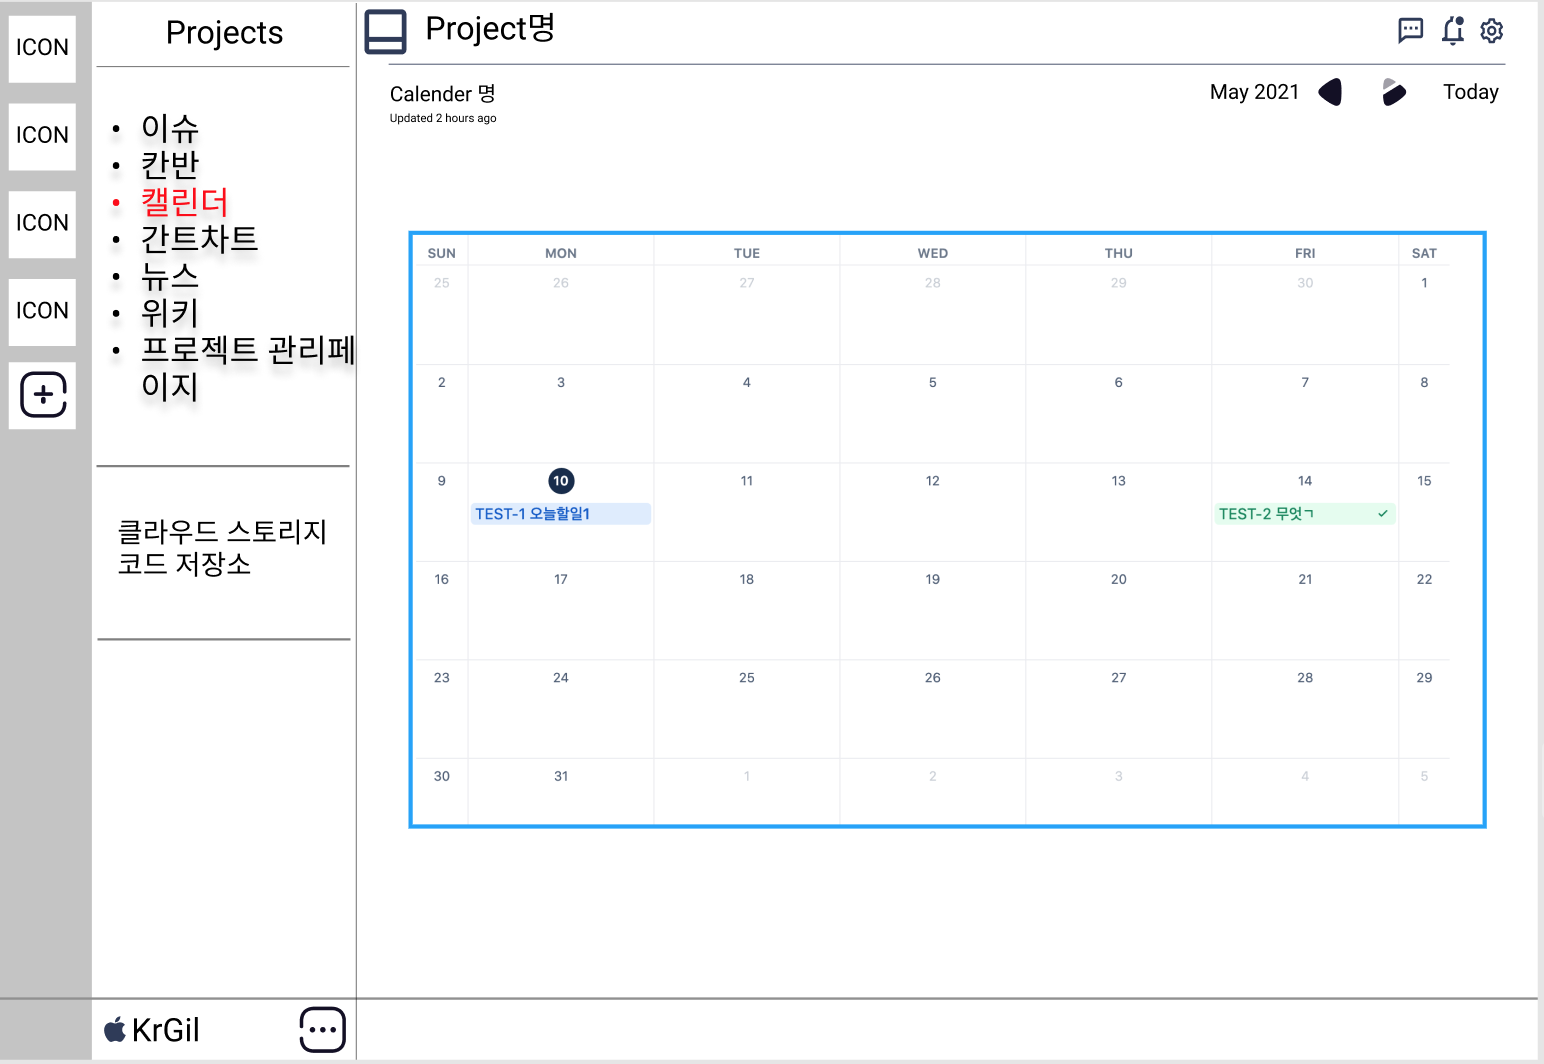 ICON
ICON
ICON
ICON
Projects
• 이슈
• 칸반
• 캘린더
• 간트차트
• 뉴스
• 위키
• 프로젝트 관리페
이지
클라우드 스토리지
코드 저장소
KrGil
Project명
Calender 명
Updated 2 hours ago
May 2021
Today
SUN MON TUE WED THU FRI SAT
25 26 27 28 29 30 1
2 3 4 5 6 7 8
9 10 11 12 13 14 15
TEST-1 오늘할일1
TEST-2 무엇ㄱ
16 17 18 19 20 21 22
23 24 25 26 27 28 29
30 31 1 2 3 4 5